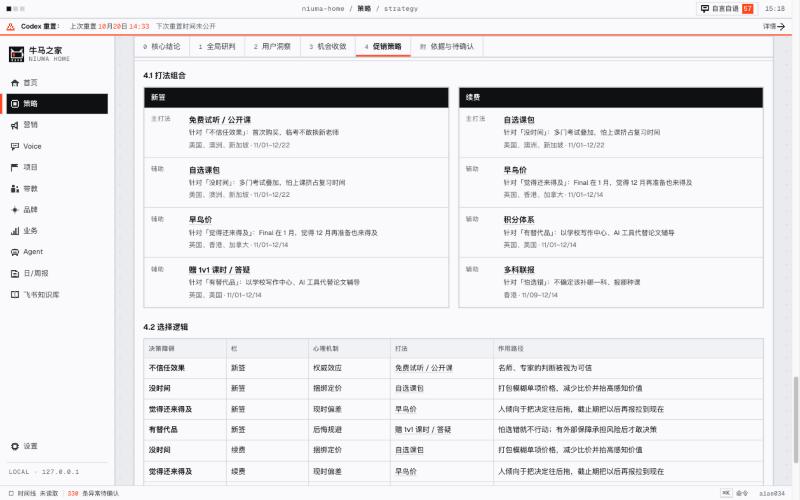 niuma-home / 策略 / strategy
自言自语 57
15:18
Codex 重置: 上次重置 10月20日 14:33 下次重置时间未公开
详情→
牛马之家
NIUMA HOME
首页
策略
营销
Voice
项目
带教
品牌
业务
Agent
日/周报
飞书知识库
设置
LOCAL · 127.0.0.1
0 核心结论
1 全局研判
2 用户洞察
3 机会收敛
4 促销策略
附 依据与待确认
4.1 打法组合
新签
主打法 免费试听 / 公开课
针对「不信任效果」：首次购买，临考不敢换新老师
英国、澳洲、新加坡 · 11/01–12/22
辅助 自选课包
针对「没时间」：多门考试叠加，怕上课挤占复习时间
美国、澳洲、新加坡 · 11/01–12/22
辅助 早鸟价
针对「觉得还来得及」：Final 在 1 月，觉得 12 月再准备也来得及
英国、香港、加拿大 · 11/01–12/14
辅助 赠 1v1 课时 / 答疑
针对「有替代品」：以学校写作中心、AI 工具代替论文辅导
英国、美国 · 11/01–12/14
续费
主打法 自选课包
针对「没时间」：多门考试叠加，怕上课挤占复习时间
美国、澳洲、新加坡 · 11/01–12/22
辅助 早鸟价
针对「觉得还来得及」：Final 在 1 月，觉得 12 月再准备也来得及
英国、香港、加拿大 · 11/01–12/14
辅助 积分体系
针对「有替代品」：以学校写作中心、AI 工具代替论文辅导
英国、美国 · 11/01–12/14
辅助 多科联报
针对「怕选错」：不确定该补哪一科、报哪种课
香港 · 11/09–12/14
4.2 选择逻辑
决策障碍 栏 心理机制 打法 作用路径
不信任效果 新签 权威效应 免费试听 / 公开课 名师、专家的判断被视为可信
没时间 新签 捆绑定价 自选课包 打包模糊单项价格，减少比价并抬高感知价值
觉得还来得及 新签 现时偏差 早鸟价 人倾向于把决定往后拖，截止期把以后再报拉到现在
有替代品 新签 后悔规避 赠 1v1 课时 / 答疑 怕选错就不行动；有外部保障承担风险后才敢决策
没时间 续费 捆绑定价 自选课包 打包模糊单项价格，减少比价并抬高感知价值
觉得还来得及 续费 现时偏差 早鸟价 人倾向于把决定往后拖，截止期把以后再报拉到现在
时间线 未读取 330 是异常待确认
⌘K 命令